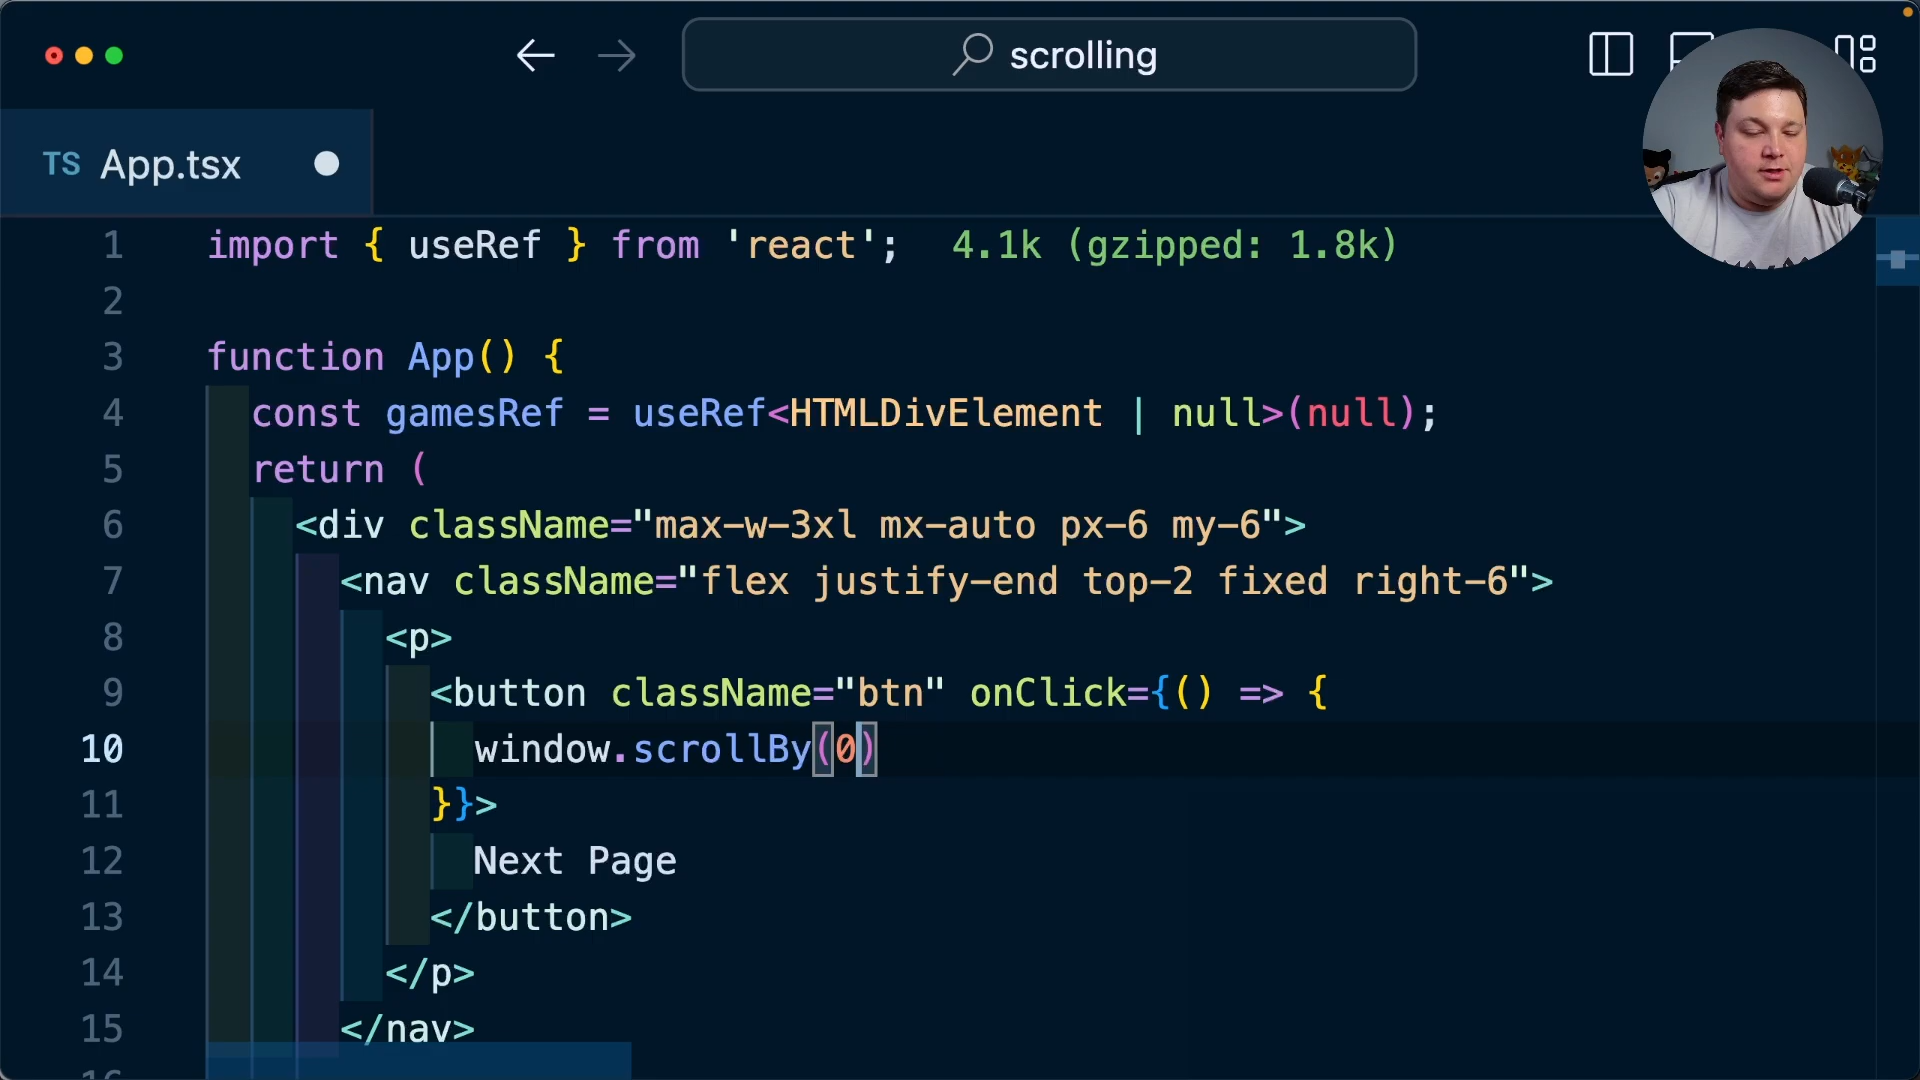 scrolling
TS App.tsx
1 import { useRef } from 'react'; 4.1k (gzipped: 1.8k)
2
3 function App() {
4 const gamesRef = useRef<HTMLDivElement | null>(null);
5 return (
6 <div className="max-w-3xl mx-auto px-6 my-6">
7 <nav className="flex justify-end top-2 fixed right-6">
8 <p>
9 <button className="btn" onClick={() => {
10 window.scrollBy(0)
11 }}>
12 Next Page
13 </button>
14 </p>
15 </nav>
16